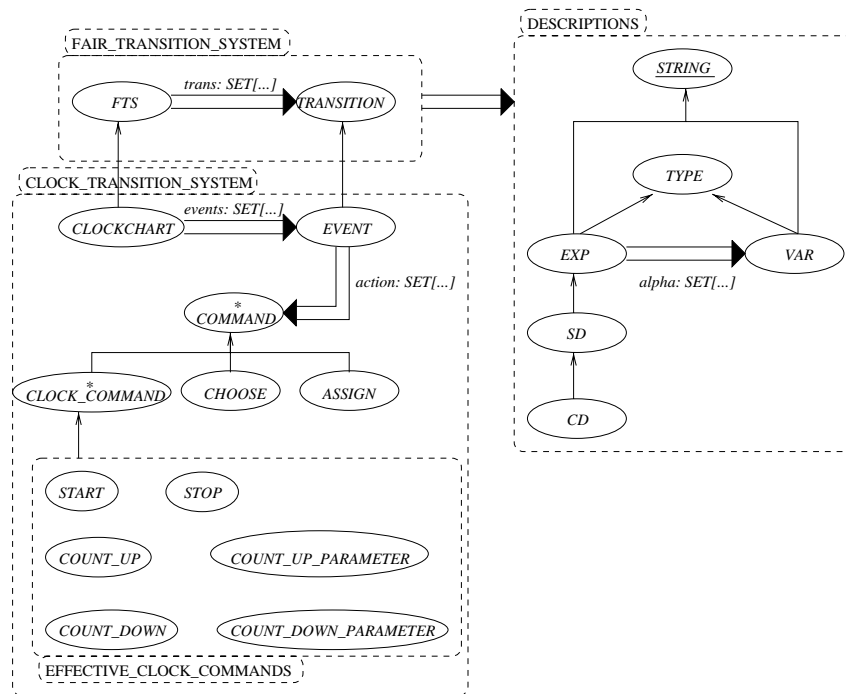 DESCRIPTIONS
FAIR_TRANSITION_SYSTEM
STRING
trans: SET[...]
FTS
TRANSITION
TYPE
CLOCK_TRANSITION_SYSTEM
events: SET[...]
CLOCKCHART
EVENT
EXP
VAR
action: SET[...]
alpha: SET[...]
*
COMMAND
SD
*
CLOCK_COMMAND
CHOOSE
ASSIGN
CD
START
STOP
COUNT_UP
COUNT_UP_PARAMETER
COUNT_DOWN
COUNT_DOWN_PARAMETER
EFFECTIVE_CLOCK_COMMANDS